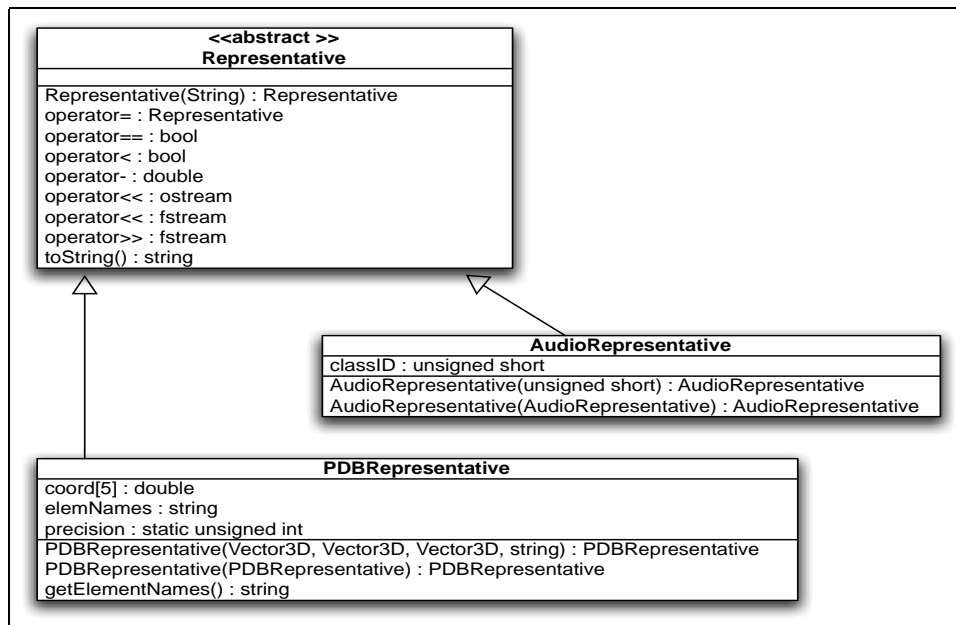 <<abstract >>
Representative
Representative(String) : Representative
operator= : Representative
operator== : bool
operator< : bool
operator- : double
operator<< : ostream
operator<< : fstream
operator>> : fstream
toString() : string
AudioRepresentative
classID : unsigned short
AudioRepresentative(unsigned short) : AudioRepresentative
AudioRepresentative(AudioRepresentative) : AudioRepresentative
PDBRepresentative
coord[5] : double
elemNames : string
precision : static unsigned int
PDBRepresentative(Vector3D, Vector3D, Vector3D, string) : PDBRepresentative
PDBRepresentative(PDBRepresentative) : PDBRepresentative
getElementNames() : string